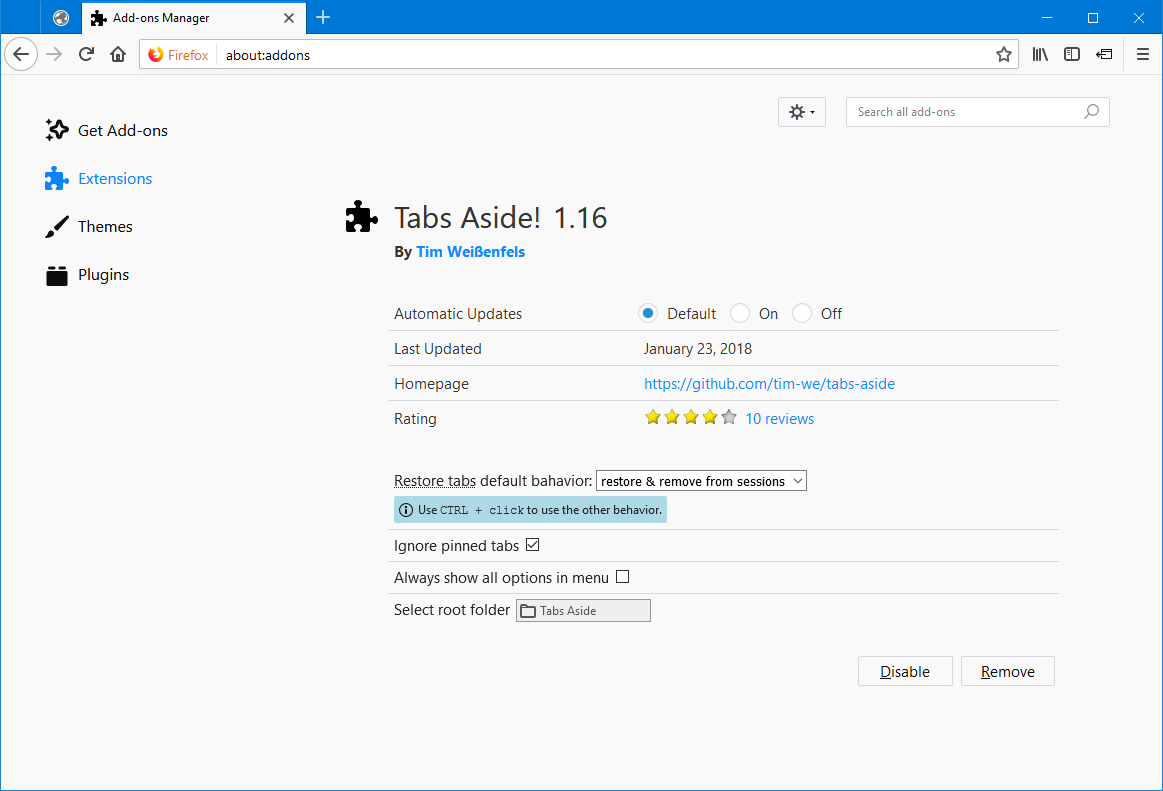 Add-ons Manager
Firefox about:addons
Search all add-ons
Get Add-ons
Extensions
Themes
Plugins
Tabs Aside! 1.16
By Tim Weißenfels
Automatic Updates Default On Off
Last Updated January 23, 2018
Homepage https://github.com/tim-we/tabs-aside
Rating 10 reviews
Restore tabs default bahavior: restore & remove from sessions
Use CTRL + click to use the other behavior.
Ignore pinned tabs
Always show all options in menu
Select root folder Tabs Aside
Disable Remove